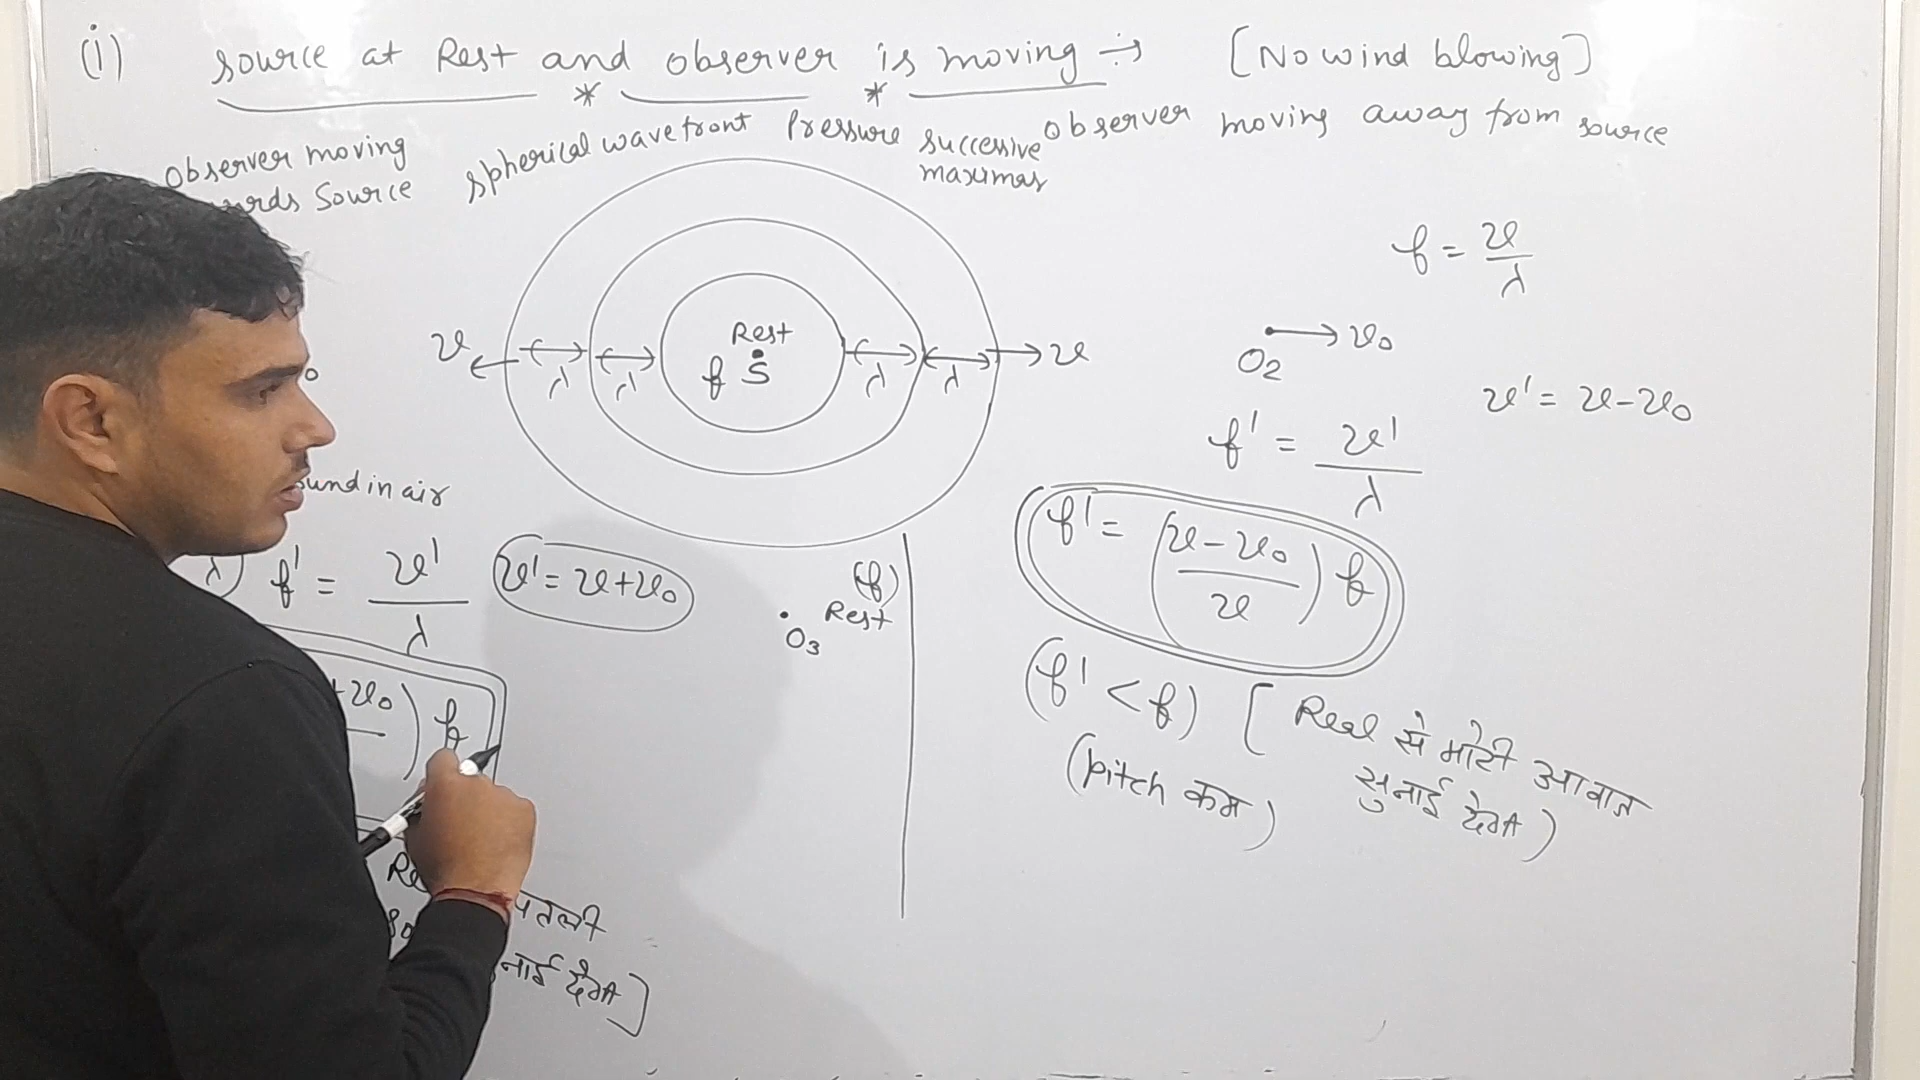 (i) source at Rest and observer is moving ÷→ [No wind blowing]
* *
observer moving
Source
spherical wavefront
Pressure successive
maximas
observer moving away from source
f = v/λ
Rest
f S
v ← λ λ λ λ → v
O2 → v0
v' = v - v0
f' = v'/λ
in air
λ) f' = v'/λ
v' = v + v0
(f)
Rest
O3
f' = ((v - v0)/v) f
v0) f
(f' < f) [Real से मोटी आवाज
सुनाई देगा)
(pitch कम)
पतली
देगा]